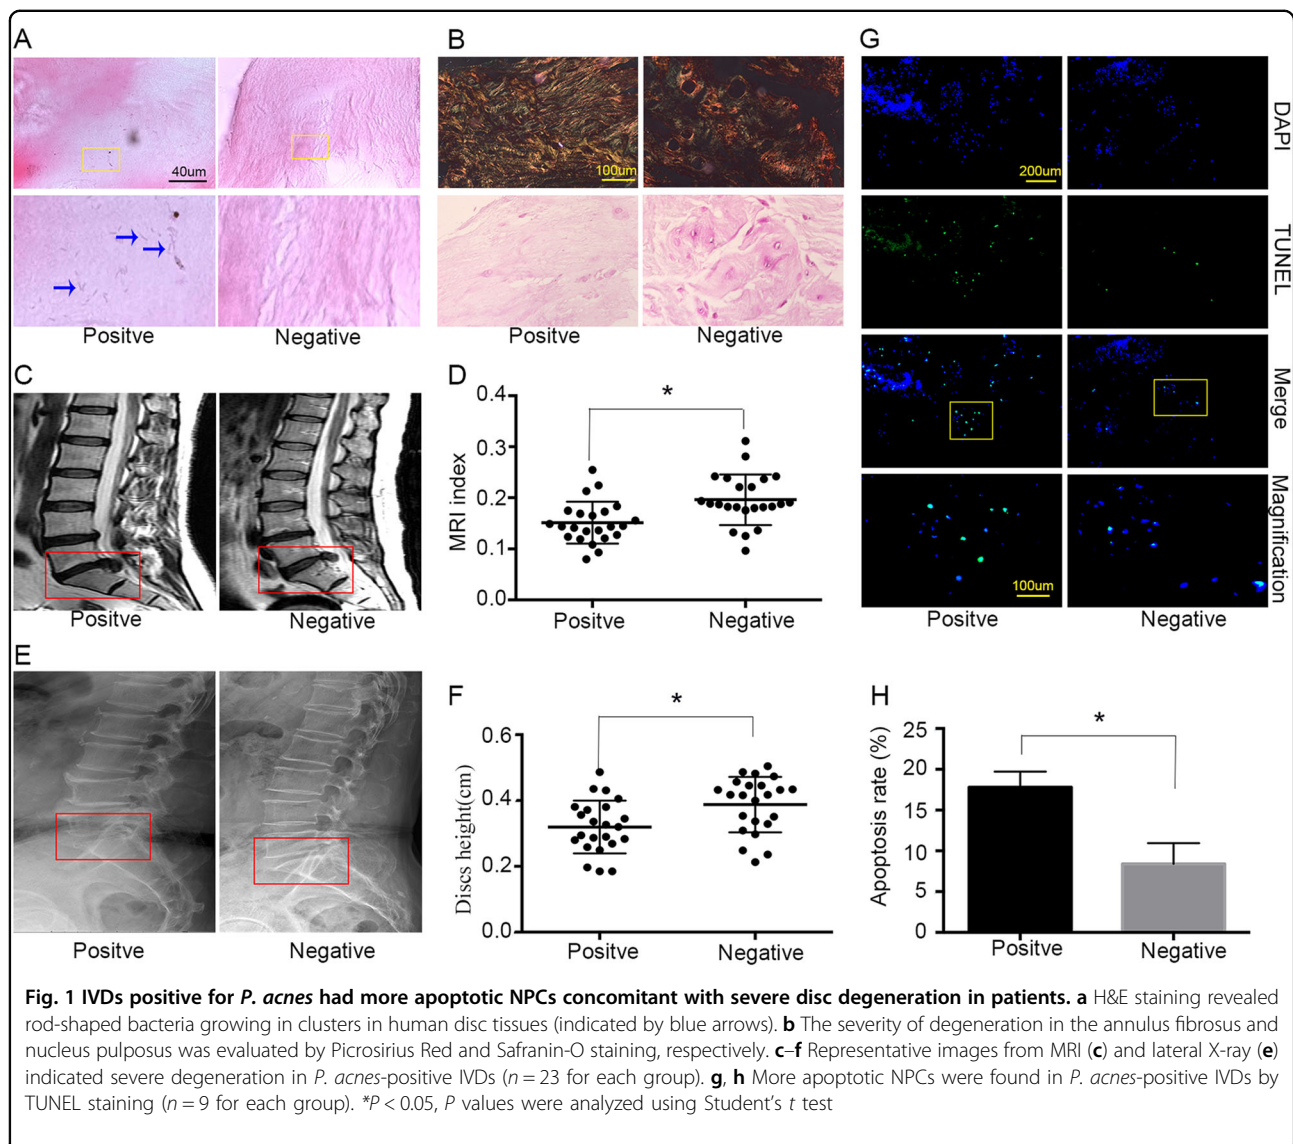 A
B
G
40um
100um
200um
DAPI
TUNEL
Merge
Magnification
100um
Positve
Negative
Positve
Negative
Positve
Negative
C
D
0.4
0.3
0.2
0.1
0.0
MRI index
*
Positve
Negative
Positve
Negative
E
F
0.6
0.4
0.2
0.0
Discs height(cm)
*
Positve
Negative
Positve
Negative
H
25
20
15
10
5
0
Apoptosis rate (%)
*
Positve
Negative
Fig. 1 IVDs positive for P. acnes had more apoptotic NPCs concomitant with severe disc degeneration in patients. a H&E staining revealed
rod-shaped bacteria growing in clusters in human disc tissues (indicated by blue arrows). b The severity of degeneration in the annulus fibrosus and
nucleus pulposus was evaluated by Picrosirius Red and Safranin-O staining, respectively. c–f Representative images from MRI (c) and lateral X-ray (e)
indicated severe degeneration in P. acnes-positive IVDs (n = 23 for each group). g, h More apoptotic NPCs were found in P. acnes-positive IVDs by
TUNEL staining (n = 9 for each group). *P < 0.05, P values were analyzed using Student's t test